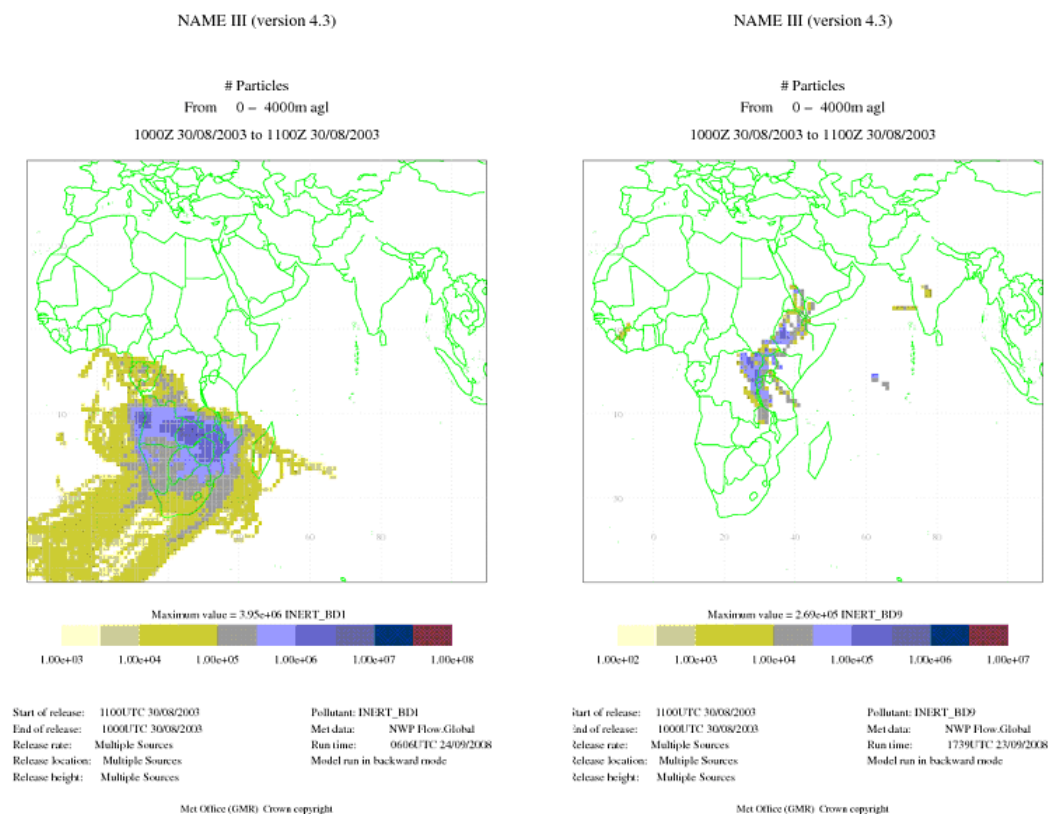 NAME III (version 4.3)
# Particles
From 0 – 4000m agl
1000Z 30/08/2003 to 1100Z 30/08/2003
10
60
80
Maximum value = 3.95e+06 INERT_BD1
1.00e+03 1.00e+04 1.00e+05 1.00e+06 1.00e+07 1.00e+08
Start of release: 1100UTC 30/08/2003
End of release: 1000UTC 30/08/2003
Release rate: Multiple Sources
Release location: Multiple Sources
Release height: Multiple Sources
Pollutant: INERT_BD1
Met data: NWP Flow.Global
Run time: 0606UTC 24/09/2008
Model run in backward mode
Met Office (GMR) Crown copyright
NAME III (version 4.3)
# Particles
From 0 – 4000m agl
1000Z 30/08/2003 to 1100Z 30/08/2003
10
30
0 20 40 60 80
Maximum value = 2.69e+05 INERT_BD9
1.00e+02 1.00e+03 1.00e+04 1.00e+05 1.00e+06 1.00e+07
Start of release: 1100UTC 30/08/2003
End of release: 1000UTC 30/08/2003
Release rate: Multiple Sources
Release location: Multiple Sources
Release height: Multiple Sources
Pollutant: INERT_BD9
Met data: NWP Flow.Global
Run time: 1739UTC 23/09/2008
Model run in backward mode
Met Office (GMR) Crown copyright